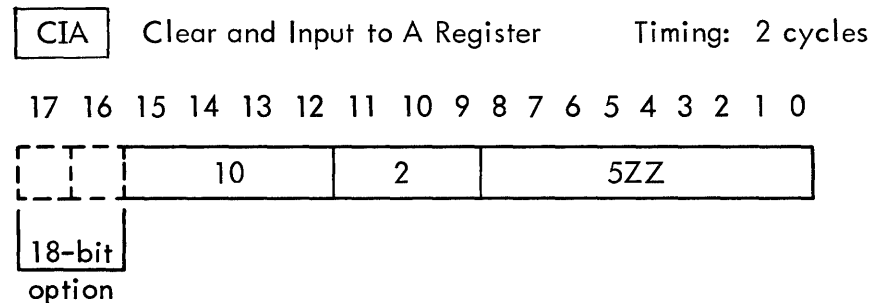 CIA Clear and Input to A Register Timing: 2 cycles
17 16 15 14 13 12 11 10 9 8 7 6 5 4 3 2 1 0
10 2 5ZZ
18-bit
option